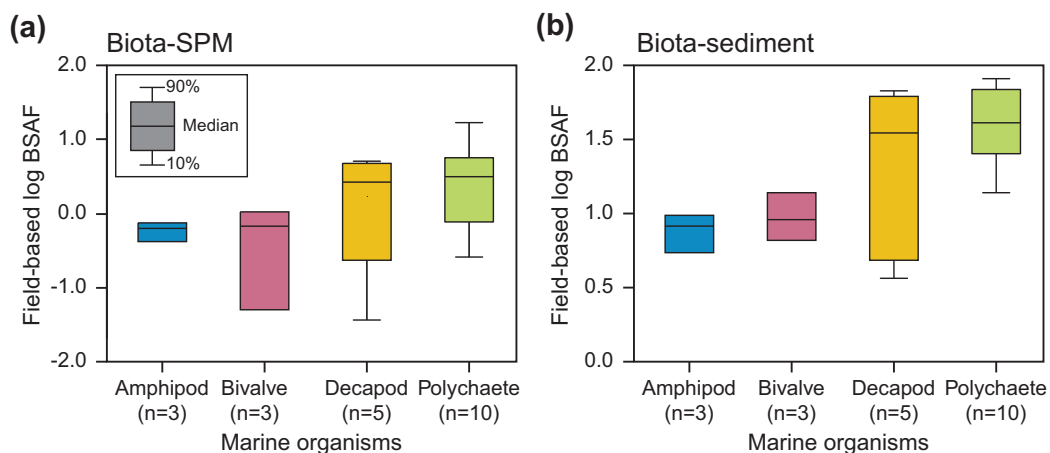 (a)
Biota-SPM
Field-based log BSAF
2.0
1.0
0.0
-1.0
-2.0
90%
Median
10%
Amphipod
(n=3)
Bivalve
(n=3)
Decapod
(n=5)
Polychaete
(n=10)
Marine organisms
(b)
Biota-sediment
Field-based log BSAF
2.0
1.5
1.0
0.5
0.0
Amphipod
(n=3)
Bivalve
(n=3)
Decapod
(n=5)
Polychaete
(n=10)
Marine organisms